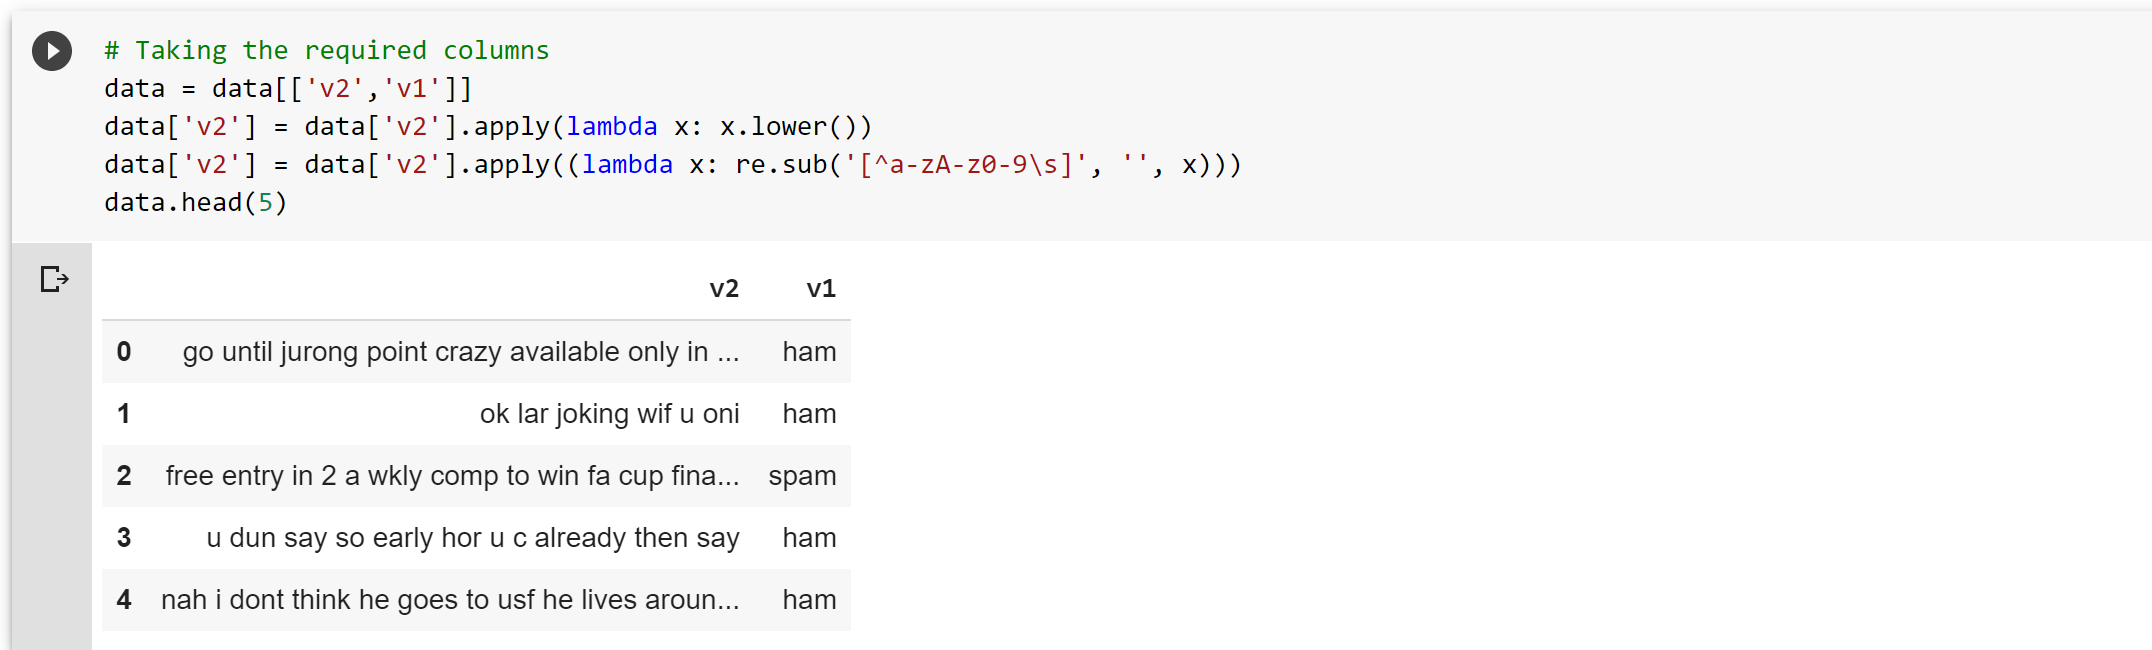 # Taking the required columns
data = data[['v2','v1']]
data['v2'] = data['v2'].apply(lambda x: x.lower())
data['v2'] = data['v2'].apply((lambda x: re.sub('[^a-zA-z0-9\s]', '', x)))
data.head(5)
v2 v1
0 go until jurong point crazy available only in ... ham
1 ok lar joking wif u oni ham
2 free entry in 2 a wkly comp to win fa cup fina... spam
3 u dun say so early hor u c already then say ham
4 nah i dont think he goes to usf he lives aroun... ham